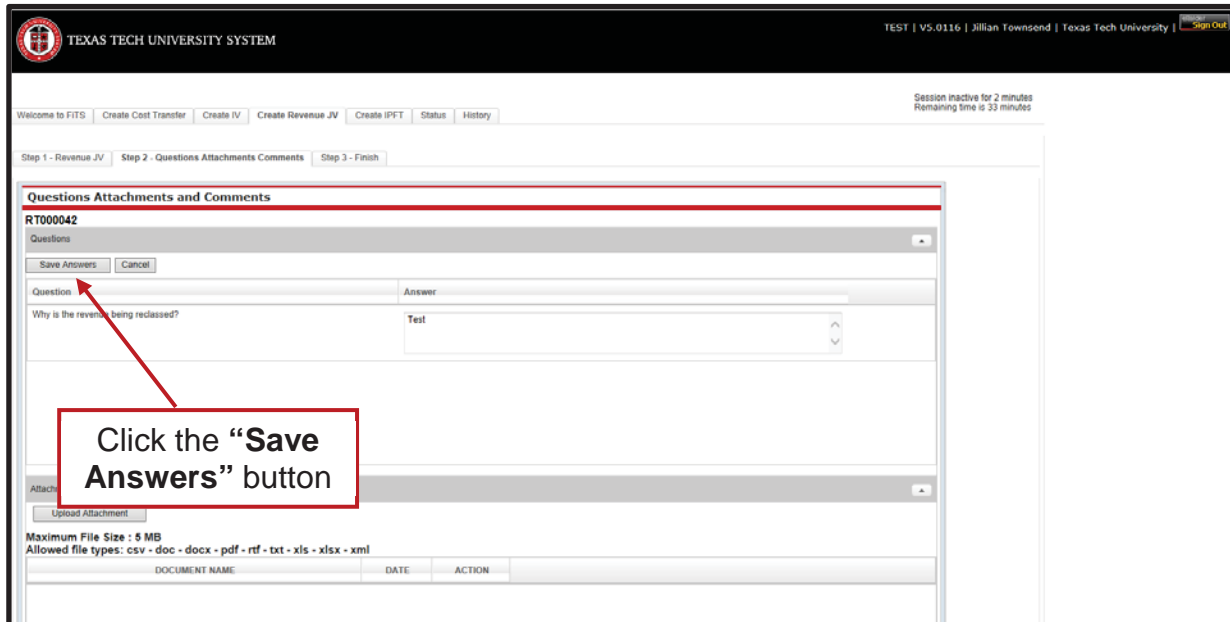 TEXAS TECH UNIVERSITY SYSTEM
TEST | V5.0116 | Jillian Townsend | Texas Tech University | Sign Out
Session inactive for 2 minutes
Remaining time is 33 minutes
Welcome to FiTS | Create Cost Transfer | Create IV | Create Revenue JV | Create IPFT | Status | History
Step 1 - Revenue JV | Step 2 - Questions Attachments Comments | Step 3 - Finish
Questions Attachments and Comments
RT000042
Questions
Save Answers Cancel
Question Answer
Why is the revenue being reclassed? Test
Click the “Save
Answers” button
Upload Attachment
Maximum File Size : 5 MB
Allowed file types: csv - doc - docx - pdf - rtf - txt - xls - xlsx - xml
DOCUMENT NAME DATE ACTION